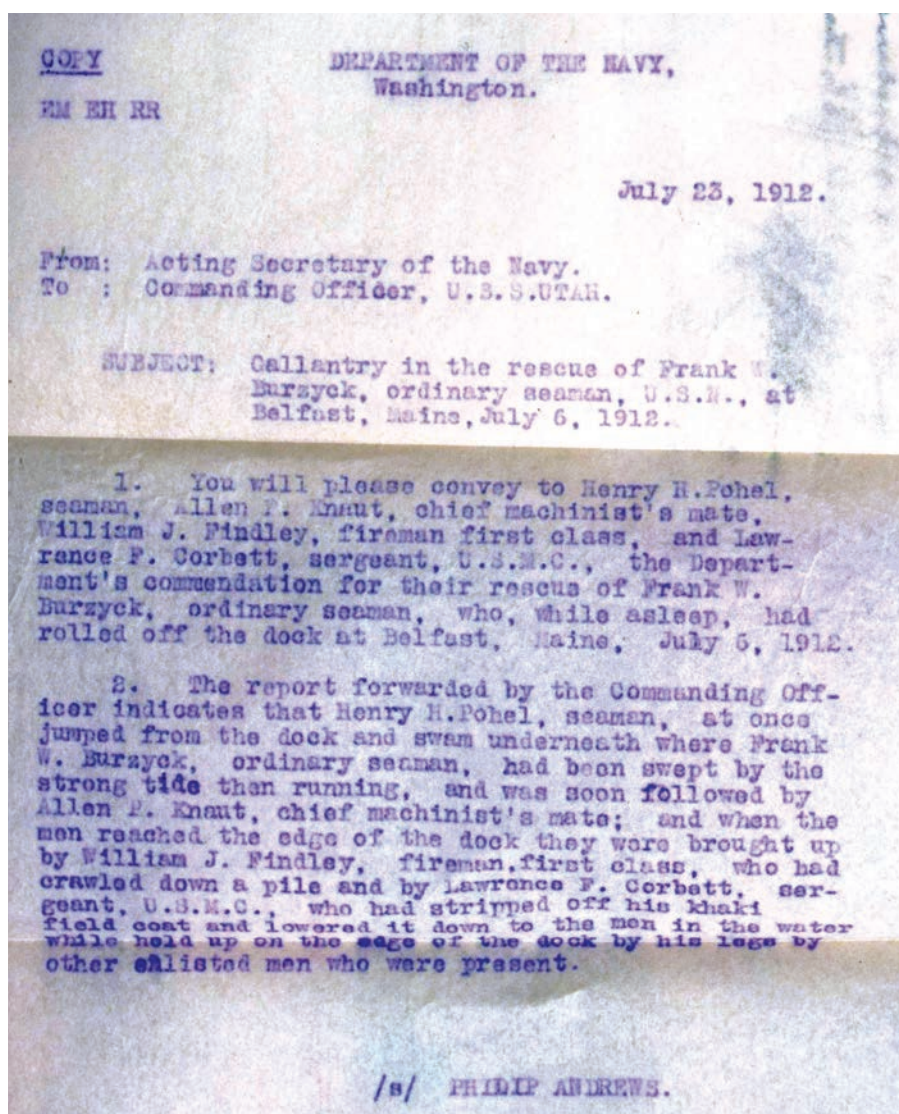 COPY
DEPARTMENT OF THE NAVY,
Washington.
EM EH RR
July 23, 1912.
From: Acting Secretary of the Navy.
To : Commanding Officer, U.S.S.UTAH.
SUBJECT: Gallantry in the rescue of Frank W.
Burzyck, ordinary seaman, U.S.N., at
Belfast, Maine, July 6, 1912.
1. You will please convey to Henry H.Pohel,
seaman, Allen P. Knaut, chief machinist's mate,
William J. Findley, fireman first class, and Law-
rance F. Corbett, sergeant, U.S.M.C., the Depart-
ment's commendation for their rescue of Frank W.
Burzyck, ordinary seaman, who, while asleep, had
rolled off the dock at Belfast, Maine, July 6, 1912.
2. The report forwarded by the Commanding Off-
icer indicates that Henry H.Pohel, seaman, at once
jumped from the dock and swam underneath where Frank
W. Burzyck, ordinary seaman, had been swept by the
strong tide then running, and was soon followed by
Allen P. Knaut, chief machinist's mate; and when the
men reached the edge of the dock they were brought up
by William J. Findley, fireman,first class, who had
crawled down a pile and by Lawrence F. Corbett, ser-
geant, U.S.M.C., who had stripped off his khaki
field coat and lowered it down to the men in the water
while held up on the edge of the dock by his legs by
other enlisted men who were present.
/s/ PHILIP ANDREWS.